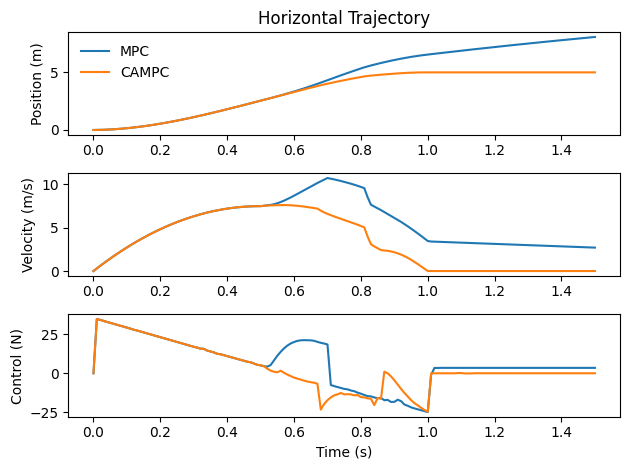 Horizontal Trajectory
Position (m)
5
0
MPC
CAMPC
0.0 0.2 0.4 0.6 0.8 1.0 1.2 1.4
Velocity (m/s)
10
5
0
0.0 0.2 0.4 0.6 0.8 1.0 1.2 1.4
Control (N)
25
0
−25
0.0 0.2 0.4 0.6 0.8 1.0 1.2 1.4
Time (s)